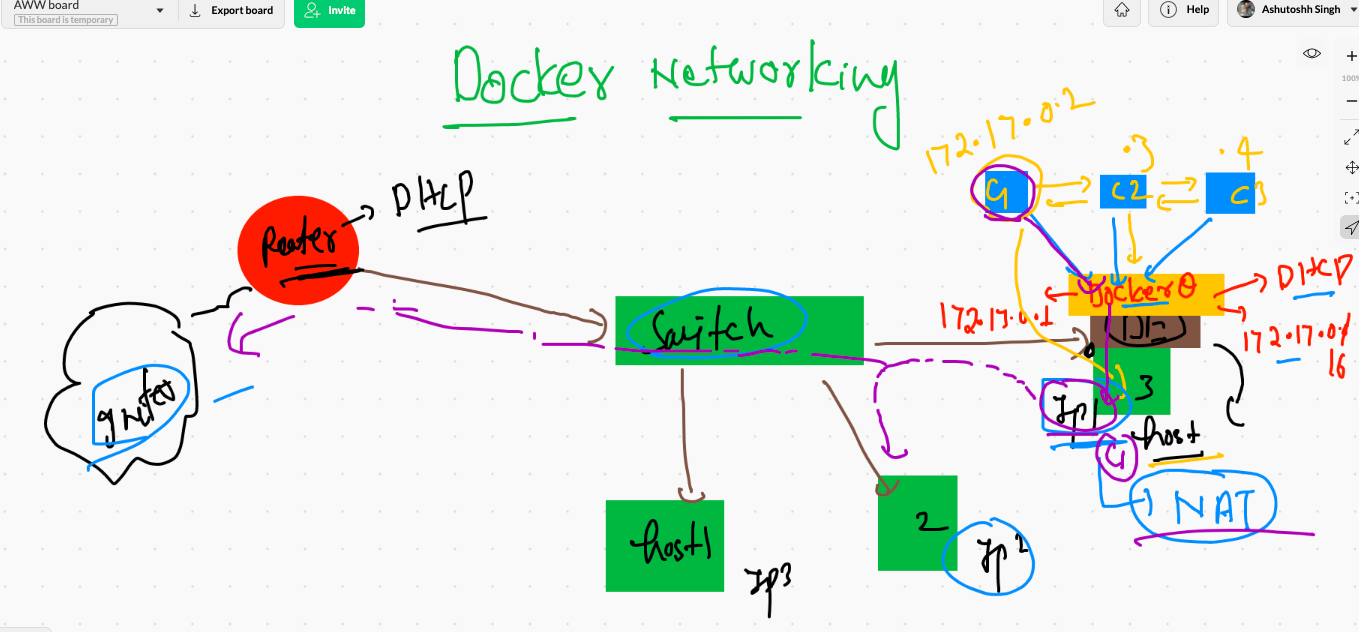 AWW board
This board is temporary
Export board
Invite
Help
Ashutoshh Singh
100%
Docker Networking
172.17.0.2
.3
.4
C1
C2
C3
DHCP
Router
Docker 0
DHCP
172.17.0.1
172.17.0.1
16
Switch
DE
3
Ip1
host
C1
NAT
host1
Ip3
2
Ip2